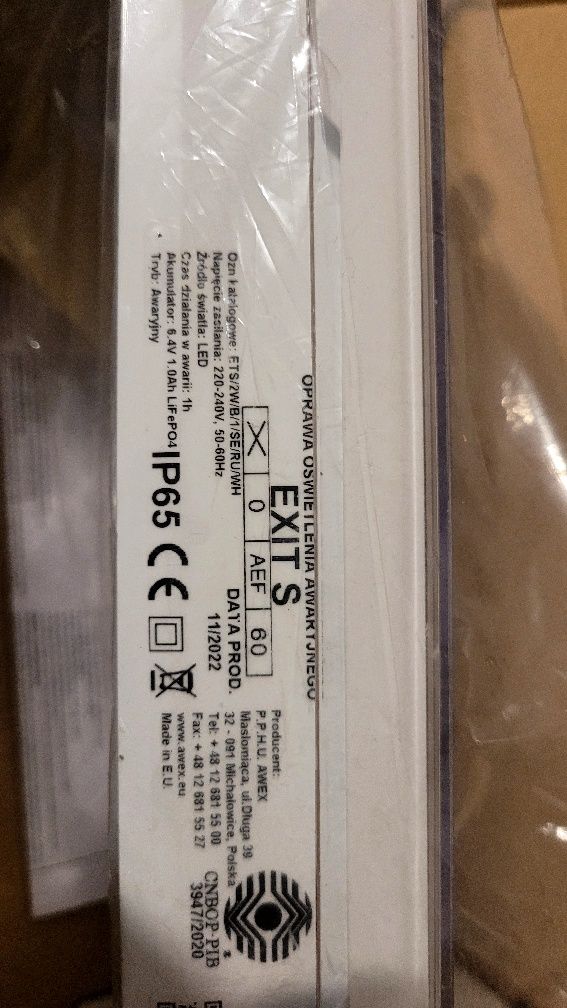 OPRAWA OŚWIETLENIA AWARYJNEGO
EXIT S
X 0 AEF 60
Ozn katalogowe: ETS/2W/B/1/SE/RU/WH
Napięcie zasilania: 220-240V, 50-60Hz
Źródło światła: LED
Czas działania w awarii: 1h
Akumulator: 6.4V 1.0Ah LiFePO4
Tryb: Awaryjny
IP65 CE
DATA PROD.
11/2022
Producent:
P.P.H.U. AWEX
Masłomiąca, ul.Długa 39
32 - 091 Michałowice, Polska
Tel: + 48 12 681 55 00
Fax: + 48 12 681 55 27
www.awex.eu
Made in E.U.
CNBOP-PIB
3947/2020